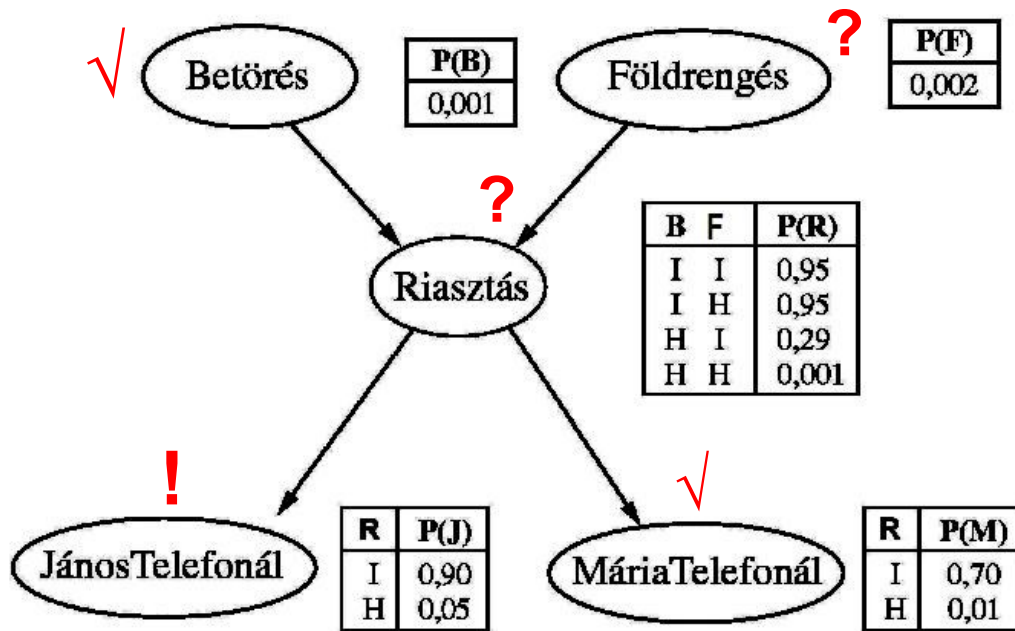 √
Betörés
P(B)
0,001
Földrengés
?
P(F)
0,002
?
Riasztás
B F P(R)
I I 0,95
I H 0,95
H I 0,29
H H 0,001
!
JánosTelefonál
R P(J)
I 0,90
H 0,05
√
MáriaTelefonál
R P(M)
I 0,70
H 0,01